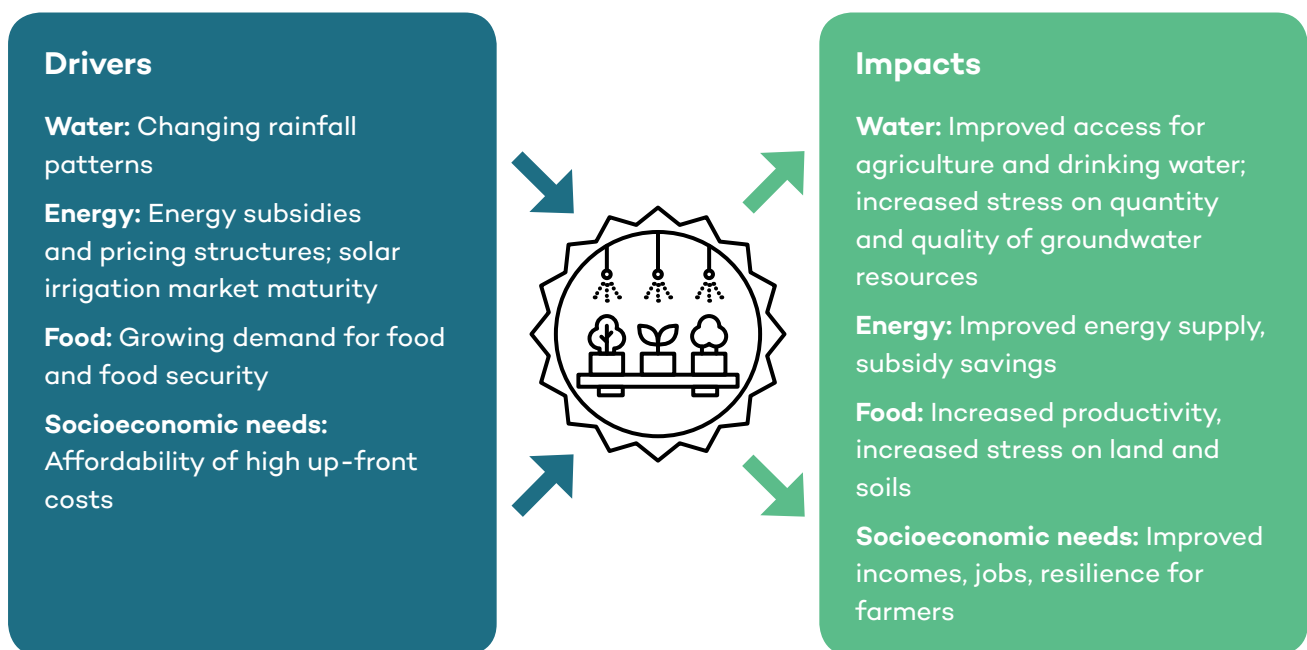 Drivers
Water: Changing rainfall
patterns
Energy: Energy subsidies
and pricing structures; solar
irrigation market maturity
Food: Growing demand for food
and food security
Socioeconomic needs:
Affordability of high up-front
costs
Impacts
Water: Improved access for
agriculture and drinking water;
increased stress on quantity
and quality of groundwater
resources
Energy: Improved energy supply,
subsidy savings
Food: Increased productivity,
increased stress on land and
soils
Socioeconomic needs: Improved
incomes, jobs, resilience for
farmers